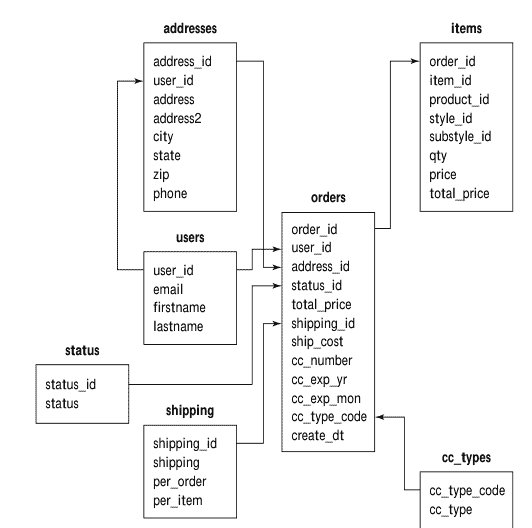 addresses
address_id
user_id
address
address2
city
state
zip
phone
items
order_id
item_id
product_id
style_id
substyle_id
qty
price
total_price
orders
order_id
user_id
address_id
status_id
total_price
shipping_id
ship_cost
cc_number
cc_exp_yr
cc_exp_mon
cc_type_code
create_dt
users
user_id
email
firstname
lastname
status
status_id
status
shipping
shipping_id
shipping
per_order
per_item
cc_types
cc_type_code
cc_type